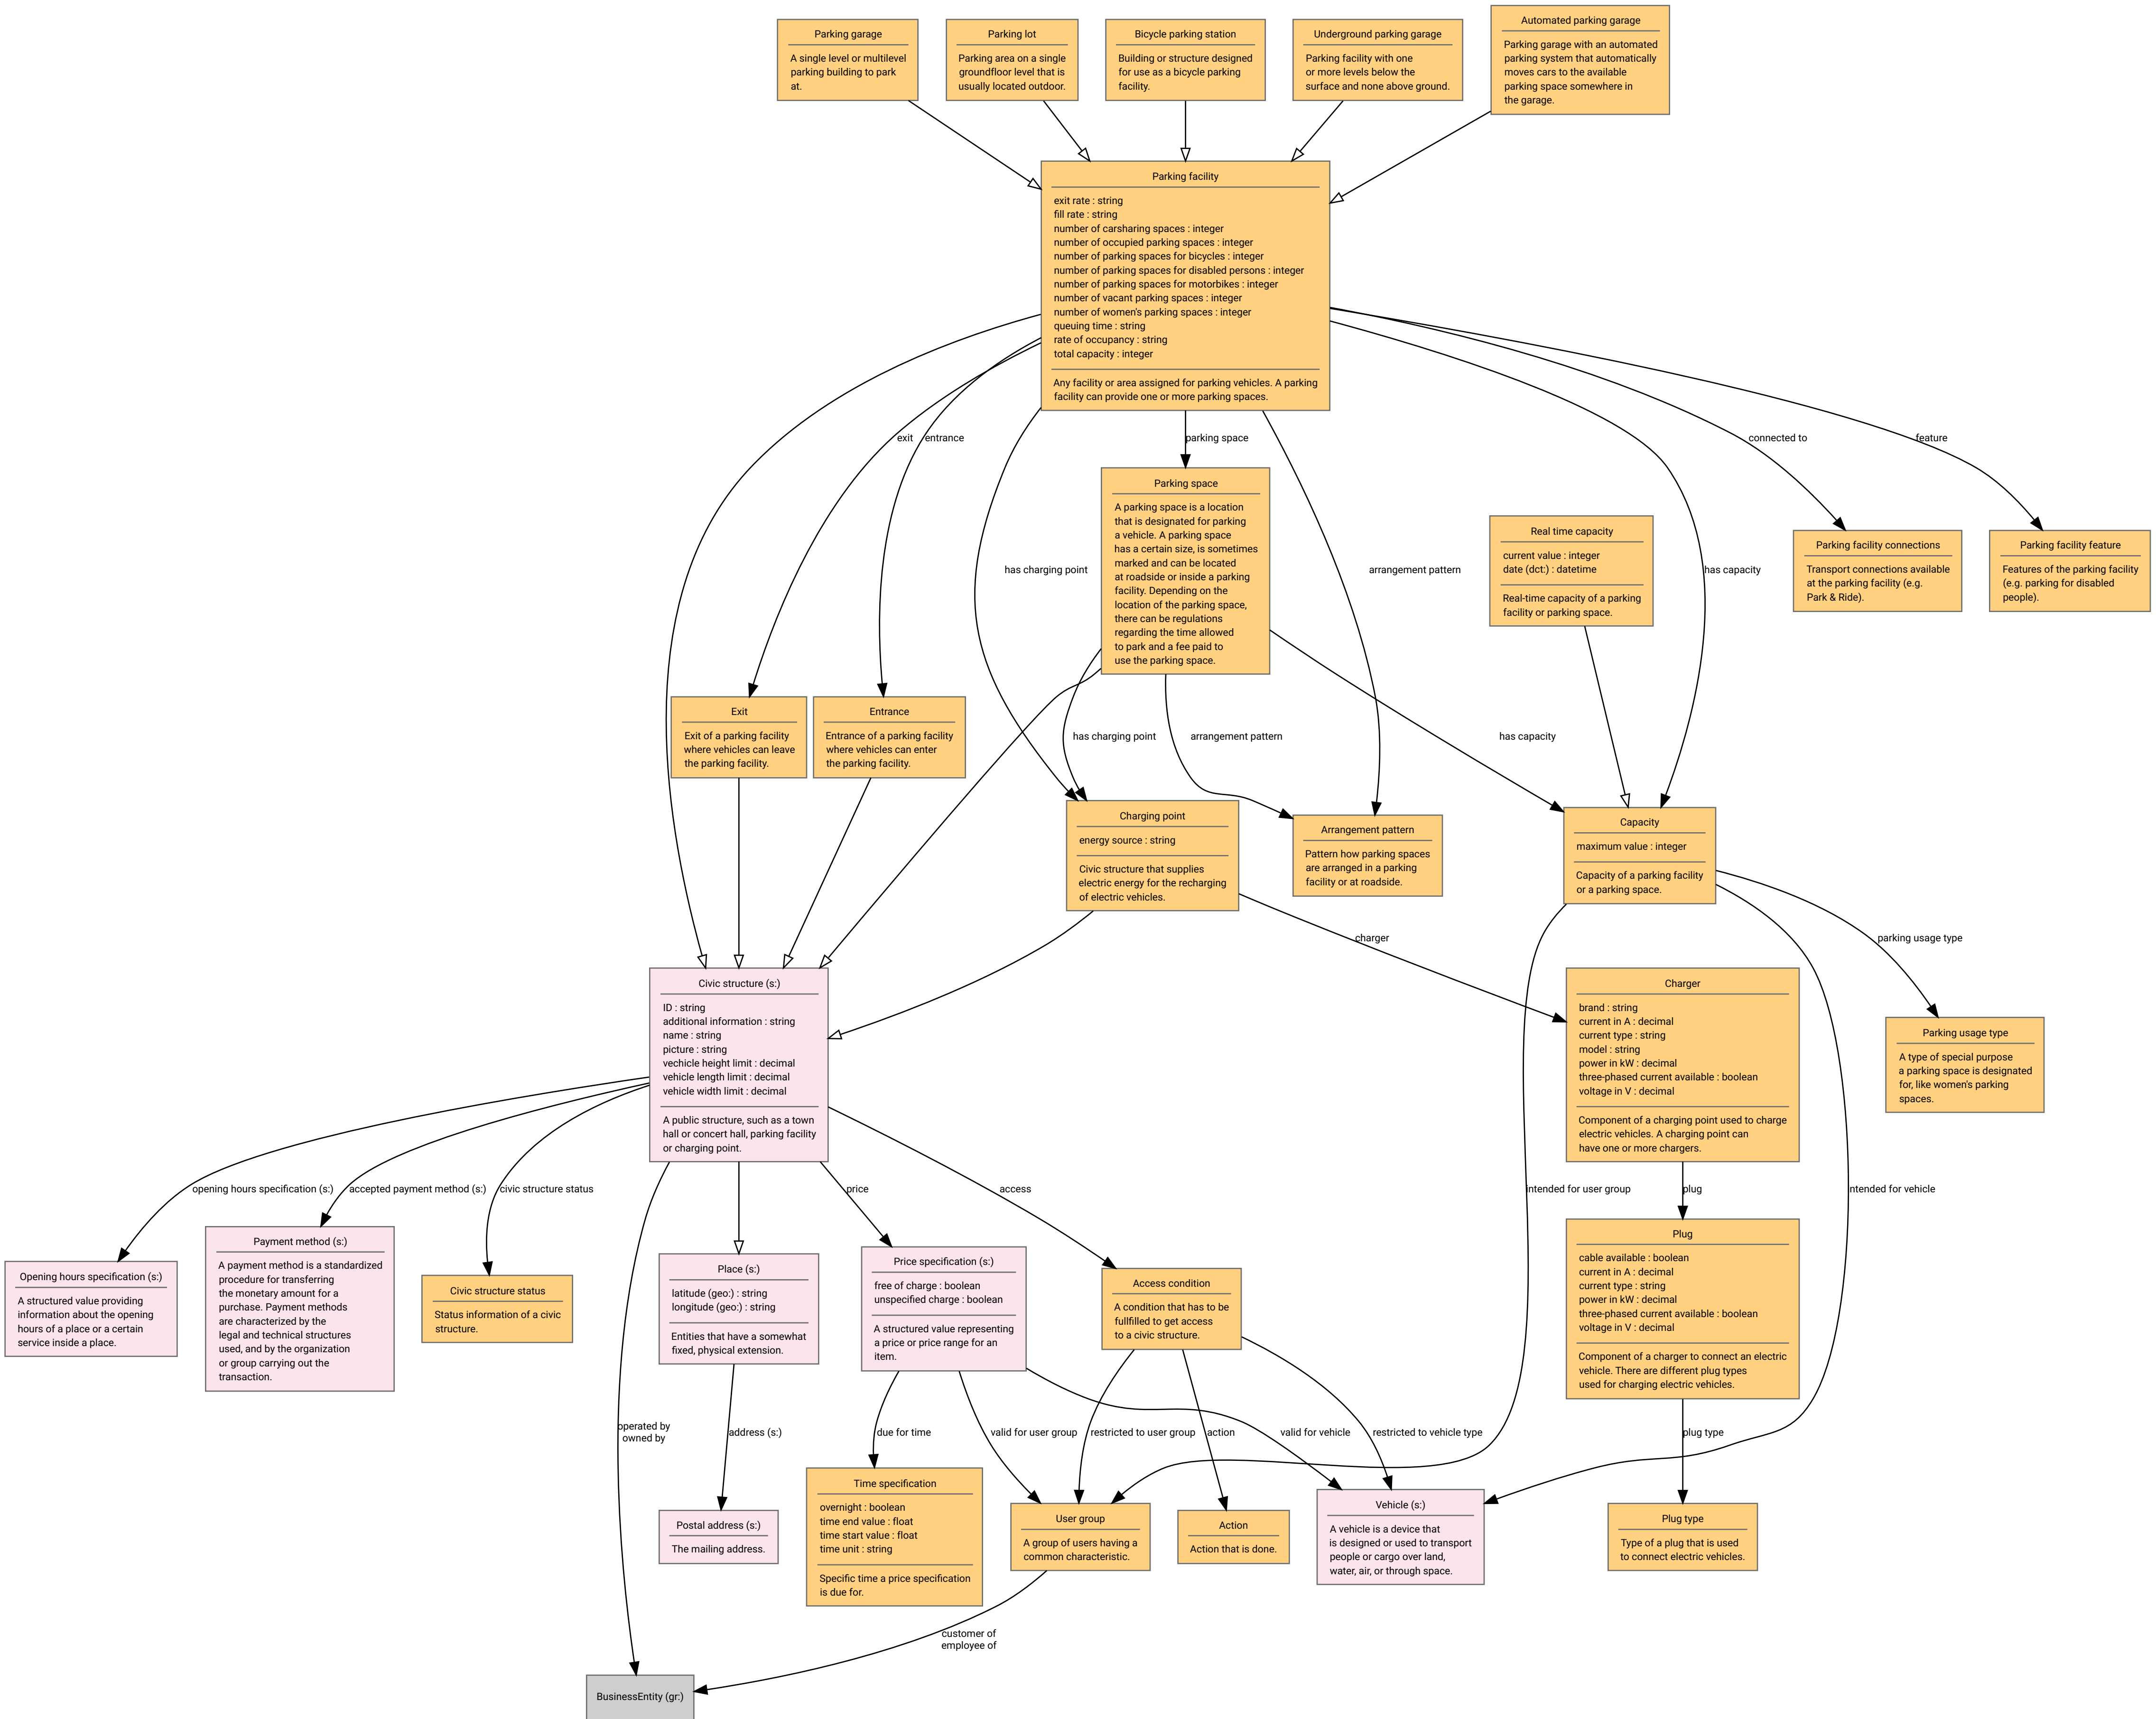 Parking garage
A single level or multilevel
parking building to park
at.
Parking lot
Parking area on a single
groundfloor level that is
usually located outdoor.
Bicycle parking station
Building or structure designed
for use as a bicycle parking
facility.
Underground parking garage
Parking facility with one
or more levels below the
surface and none above ground.
Automated parking garage
Parking garage with an automated
parking system that automatically
moves cars to the available
parking space somewhere in
the garage.
Parking facility
exit rate : string
fill rate : string
number of carsharing spaces : integer
number of occupied parking spaces : integer
number of parking spaces for bicycles : integer
number of parking spaces for disabled persons : integer
number of parking spaces for motorbikes : integer
number of vacant parking spaces : integer
number of women's parking spaces : integer
queuing time : string
rate of occupancy : string
total capacity : integer
Any facility or area assigned for parking vehicles. A parking
facility can provide one or more parking spaces.
exit
entrance
parking space
connected to
feature
Parking space
A parking space is a location
that is designated for parking
a vehicle. A parking space
has a certain size, is sometimes
marked and can be located
at roadside or inside a parking
facility. Depending on the
location of the parking space,
there can be regulations
regarding the time allowed
to park and a fee paid to
use the parking space.
has charging point
arrangement pattern
Real time capacity
current value : integer
date (dct:) : datetime
Real-time capacity of a parking
facility or parking space.
has capacity
Parking facility connections
Transport connections available
at the parking facility (e.g.
Park & Ride).
Parking facility feature
Features of the parking facility
(e.g. parking for disabled
people).
Exit
Exit of a parking facility
where vehicles can leave
the parking facility.
Entrance
Entrance of a parking facility
where vehicles can enter
the parking facility.
has charging point
arrangement pattern
has capacity
Charging point
energy source : string
Civic structure that supplies
electric energy for the recharging
of electric vehicles.
Arrangement pattern
Pattern how parking spaces
are arranged in a parking
facility or at roadside.
Capacity
maximum value : integer
Capacity of a parking facility
or a parking space.
charger
parking usage type
Civic structure (s:)
ID : string
additional information : string
name : string
picture : string
vechicle height limit : decimal
vehicle length limit : decimal
vehicle width limit : decimal
A public structure, such as a town
hall or concert hall, parking facility
or charging point.
Charger
brand : string
current in A : decimal
current type : string
model : string
power in kW : decimal
three-phased current available : boolean
voltage in V : decimal
Component of a charging point used to charge
electric vehicles. A charging point can
have one or more chargers.
Parking usage type
A type of special purpose
a parking space is designated
for, like women's parking
spaces.
opening hours specification (s:)
accepted payment method (s:)
civic structure status
price
access
intended for user group
plug
intended for vehicle
Opening hours specification (s:)
A structured value providing
information about the opening
hours of a place or a certain
service inside a place.
Payment method (s:)
A payment method is a standardized
procedure for transferring
the monetary amount for a
purchase. Payment methods
are characterized by the
legal and technical structures
used, and by the organization
or group carrying out the
transaction.
Civic structure status
Status information of a civic
structure.
Place (s:)
latitude (geo:) : string
longitude (geo:) : string
Entities that have a somewhat
fixed, physical extension.
Price specification (s:)
free of charge : boolean
unspecified charge : boolean
A structured value representing
a price or price range for an
item.
Access condition
A condition that has to be
fullfilled to get access
to a civic structure.
Plug
cable available : boolean
current in A : decimal
current type : string
power in kW : decimal
three-phased current available : boolean
voltage in V : decimal
Component of a charger to connect an electric
vehicle. There are different plug types
used for charging electric vehicles.
operated by
owned by
address (s:)
due for time
valid for user group
restricted to user group
action
valid for vehicle
restricted to vehicle type
plug type
Postal address (s:)
The mailing address.
Time specification
overnight : boolean
time end value : float
time start value : float
time unit : string
Specific time a price specification
is due for.
User group
A group of users having a
common characteristic.
Action
Action that is done.
Vehicle (s:)
A vehicle is a device that
is designed or used to transport
people or cargo over land,
water, air, or through space.
Plug type
Type of a plug that is used
to connect electric vehicles.
customer of
employee of
BusinessEntity (gr:)